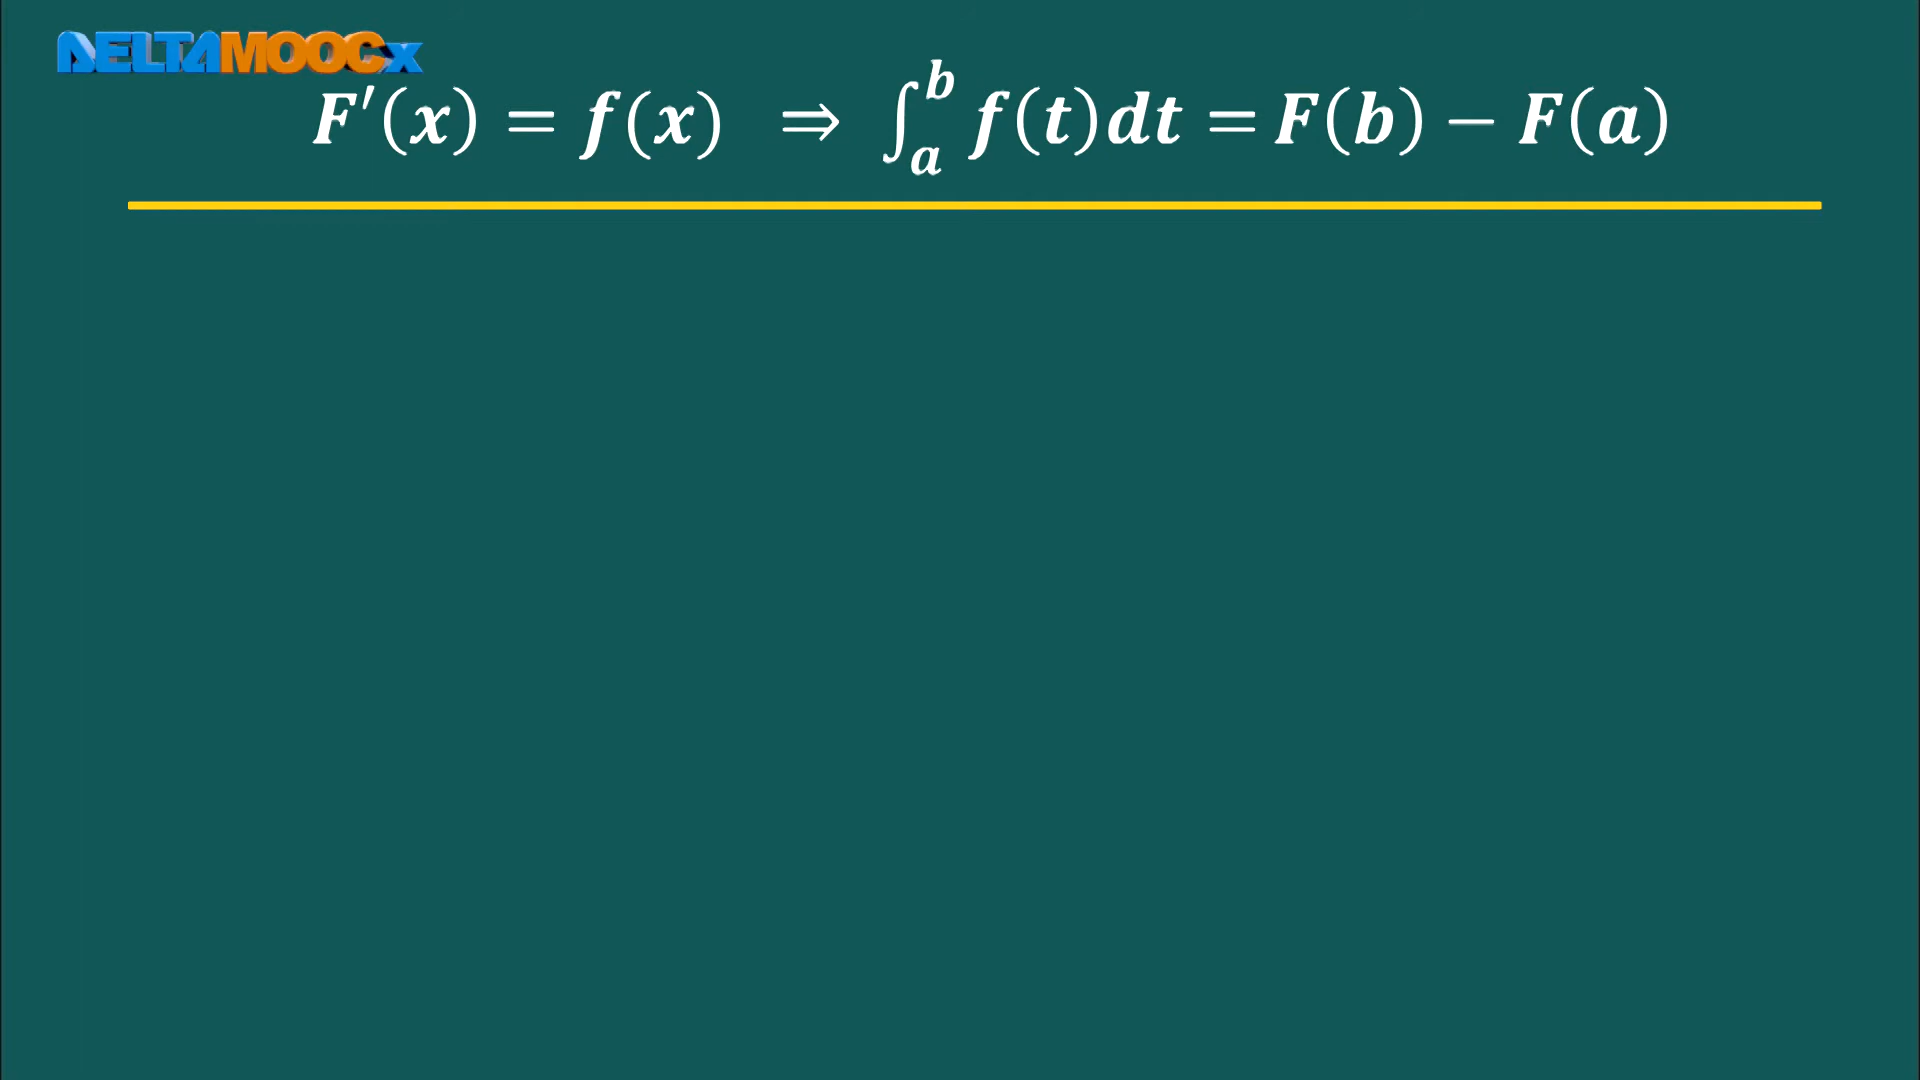 DELTAMOOCx
F′(x) = f(x) ⇒ ∫_a^b f(t)dt = F(b) − F(a)